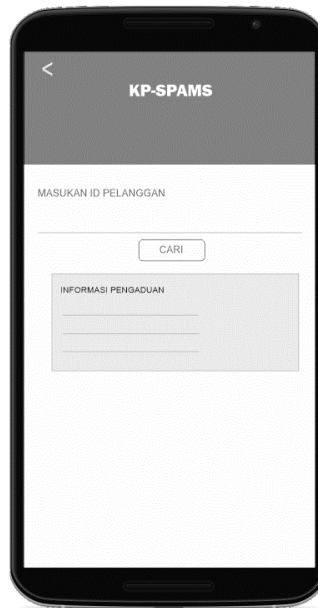 <
KP-SPAMS
MASUKAN ID PELANGGAN
CARI
INFORMASI PENGADUAN